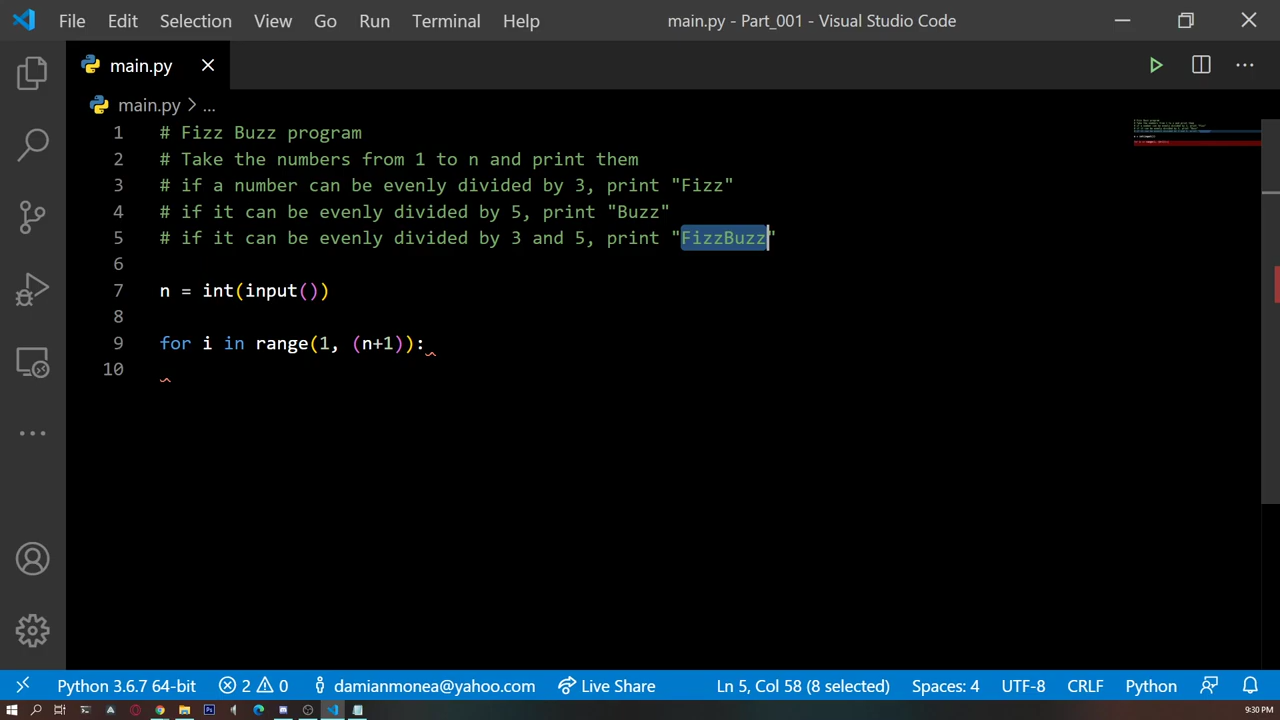 File Edit Selection View Go Run Terminal Help main.py - Part_001 - Visual Studio Code
main.py
main.py > ...
1 # Fizz Buzz program
2 # Take the numbers from 1 to n and print them
3 # if a number can be evenly divided by 3, print "Fizz"
4 # if it can be evenly divided by 5, print "Buzz"
5 # if it can be evenly divided by 3 and 5, print "FizzBuzz"
6
7 n = int(input())
8
9 for i in range(1, (n+1)):
10
Python 3.6.7 64-bit 2 0 damianmonea@yahoo.com Live Share Ln 5, Col 58 (8 selected) Spaces: 4 UTF-8 CRLF Python
9:30 PM